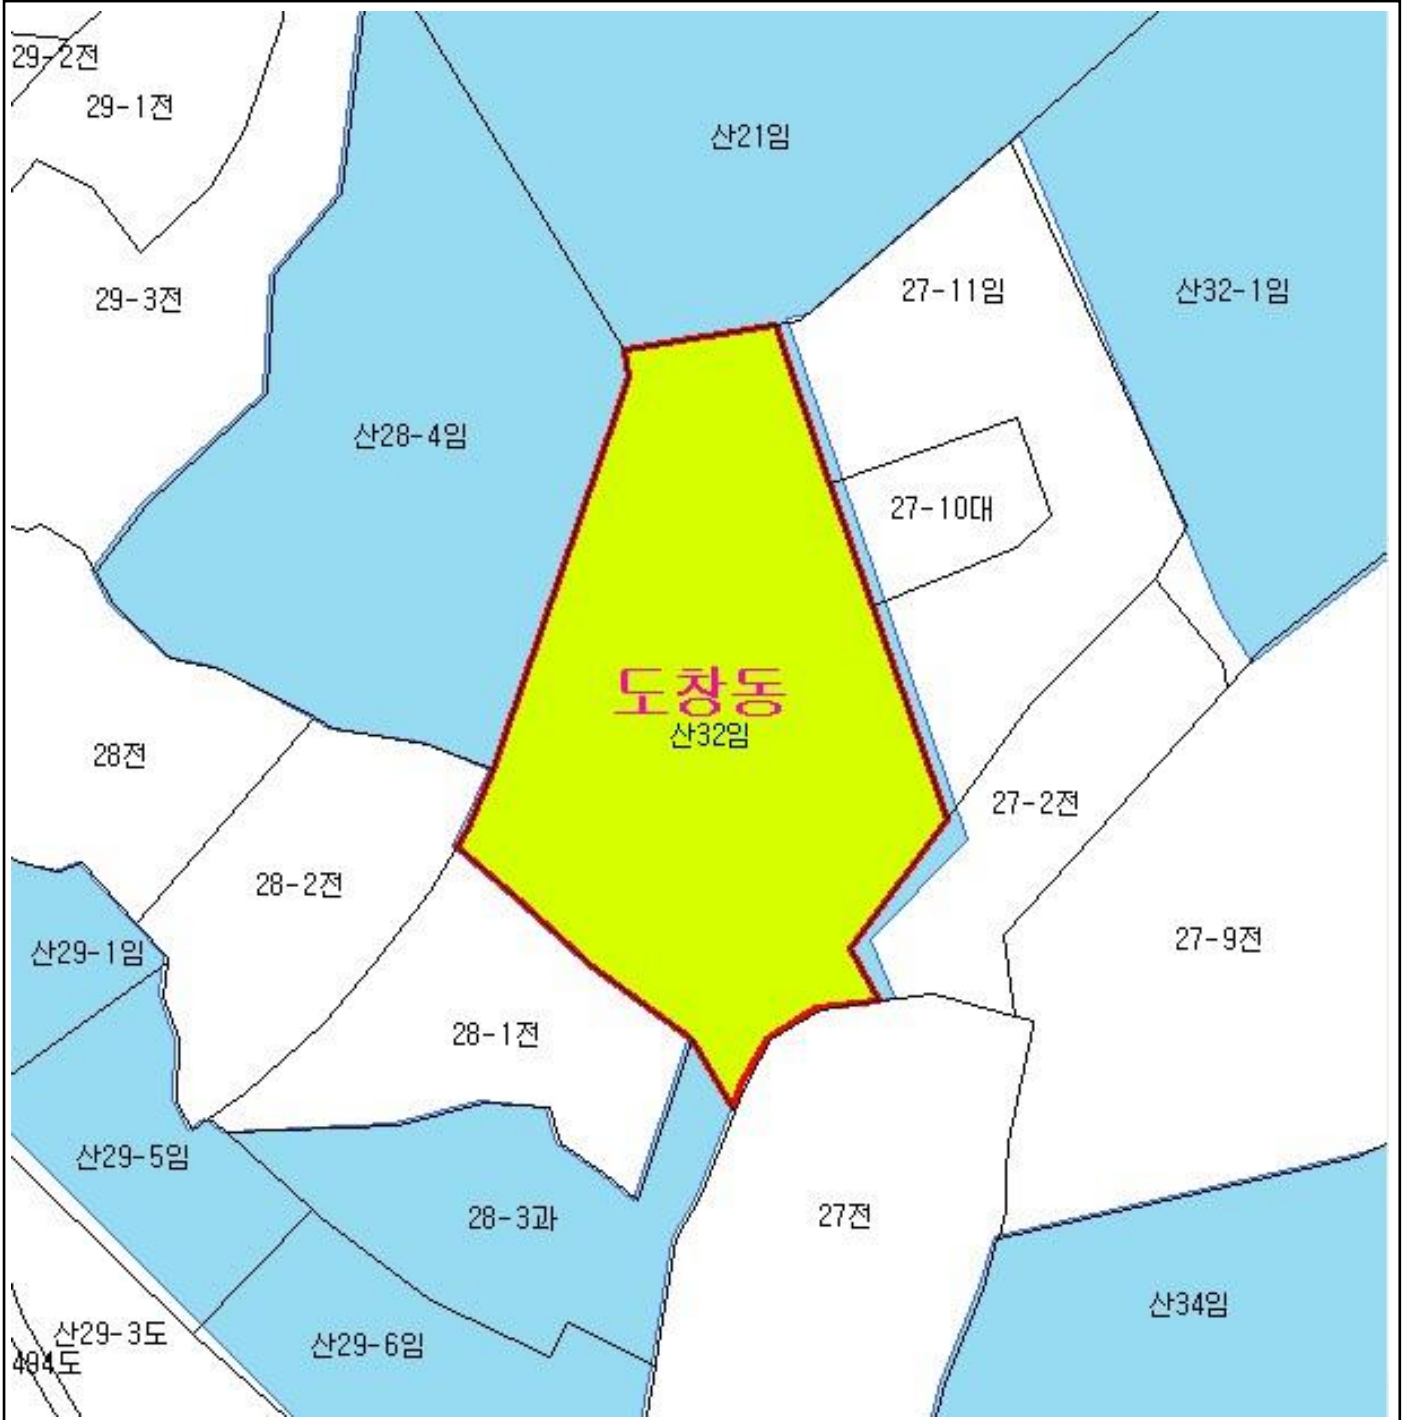 29-2전
29-1전
산21임
29-3전
27-11임
산32-1임
산28-4임
27-10대
도창동
산32임
28전
27-2전
28-2전
산29-1임
27-9전
28-1전
산29-5임
28-3과
27전
산34임
산29-3도
산29-6임
494도